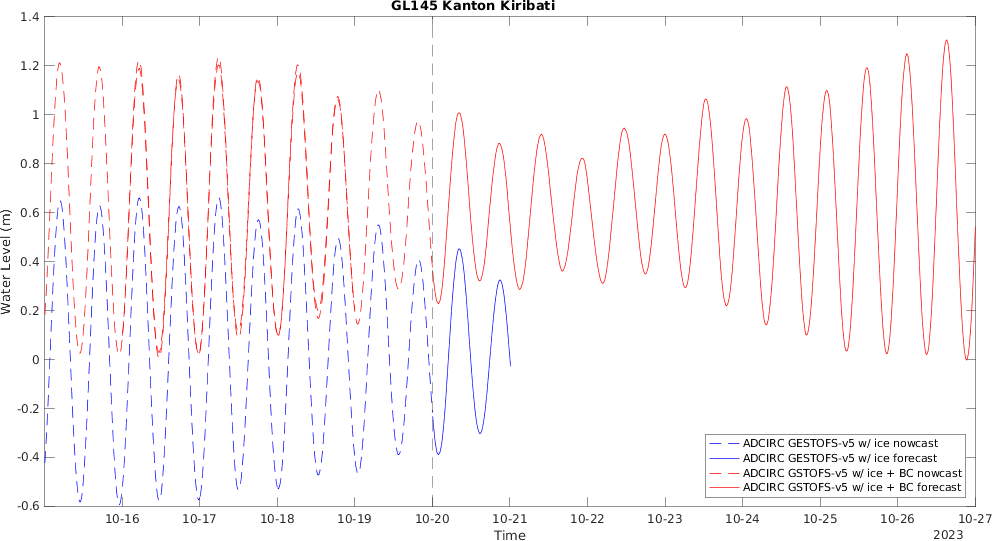 GL145 Kanton Kiribati
1.4
1.2
1
0.8
0.6
0.4
0.2
0
-0.2
-0.4
-0.6
Water Level (m)
ADCIRC GESTOFS-v5 w/ ice nowcast
ADCIRC GESTOFS-v5 w/ ice forecast
ADCIRC GSTOFS-v5 w/ ice + BC nowcast
ADCIRC GSTOFS-v5 w/ ice + BC forecast
10-16 10-17 10-18 10-19 10-20 10-21 10-22 10-23 10-24 10-25 10-26 10-27
Time
2023